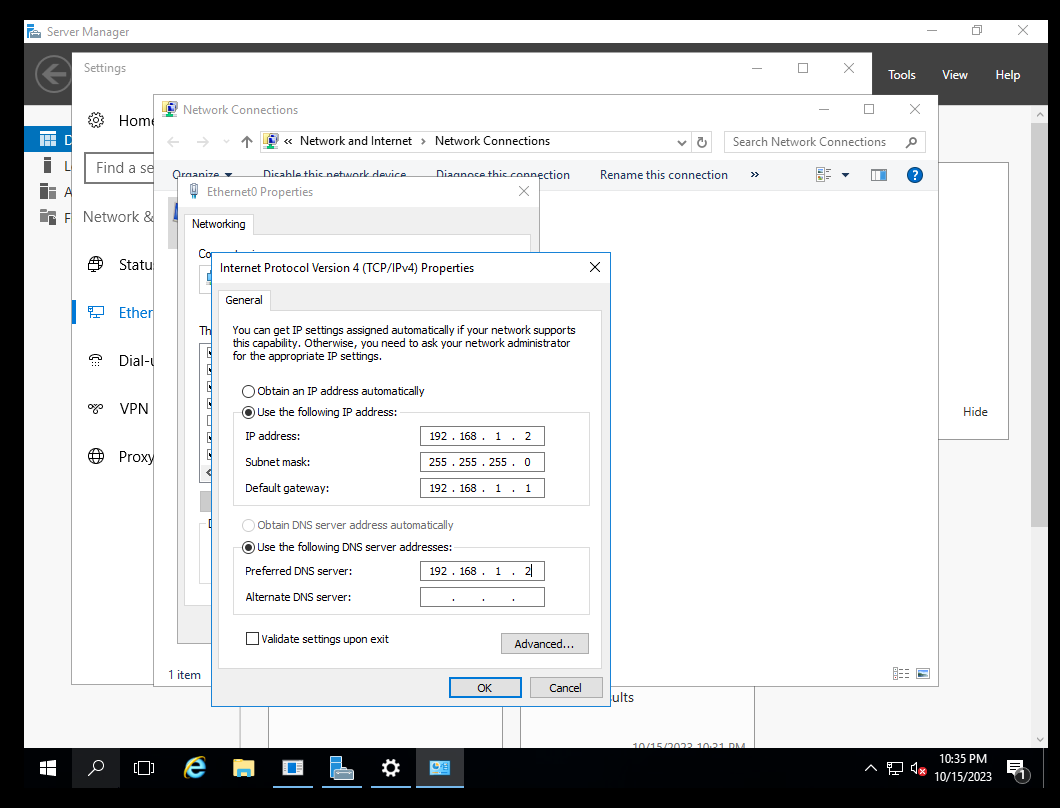 Server Manager
Settings
Tools View Help
Network Connections
Home
« Network and Internet › Network Connections
Search Network Connections
Find a se
Organize Disable this network device Diagnose this connection Rename this connection »
Ethernet0 Properties
Network &
Networking
Status
Internet Protocol Version 4 (TCP/IPv4) Properties
General
Ether
Th
You can get IP settings assigned automatically if your network supports
this capability. Otherwise, you need to ask your network administrator
for the appropriate IP settings.
Dial-u
Obtain an IP address automatically
Use the following IP address:
VPN
Hide
IP address: 192 . 168 . 1 . 2
Proxy
Subnet mask: 255 . 255 . 255 . 0
Default gateway: 192 . 168 . 1 . 1
Obtain DNS server address automatically
Use the following DNS server addresses:
Preferred DNS server: 192 . 168 . 1 . 2
Alternate DNS server: . . .
Validate settings upon exit
Advanced...
1 item
OK Cancel
ults
10/15/2023 10:31 PM
10:35 PM
10/15/2023
1